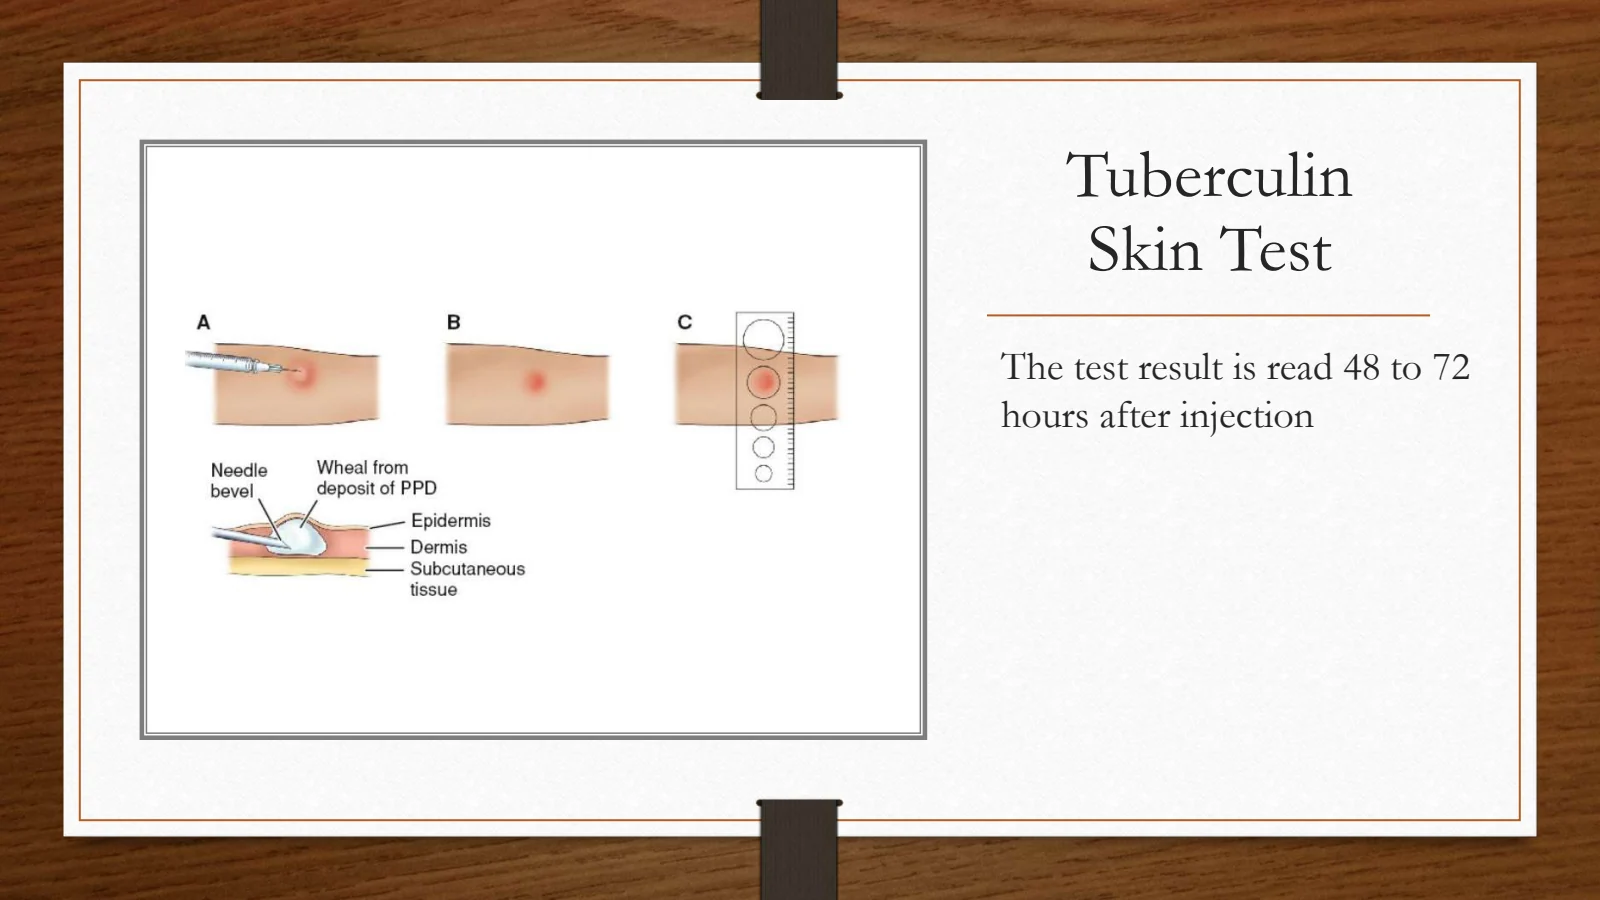 Tuberculin
Skin Test
The test result is read 48 to 72
hours after injection
A
B
C
Needle
bevel
Wheal from
deposit of PPD
Epidermis
Dermis
Subcutaneous
tissue